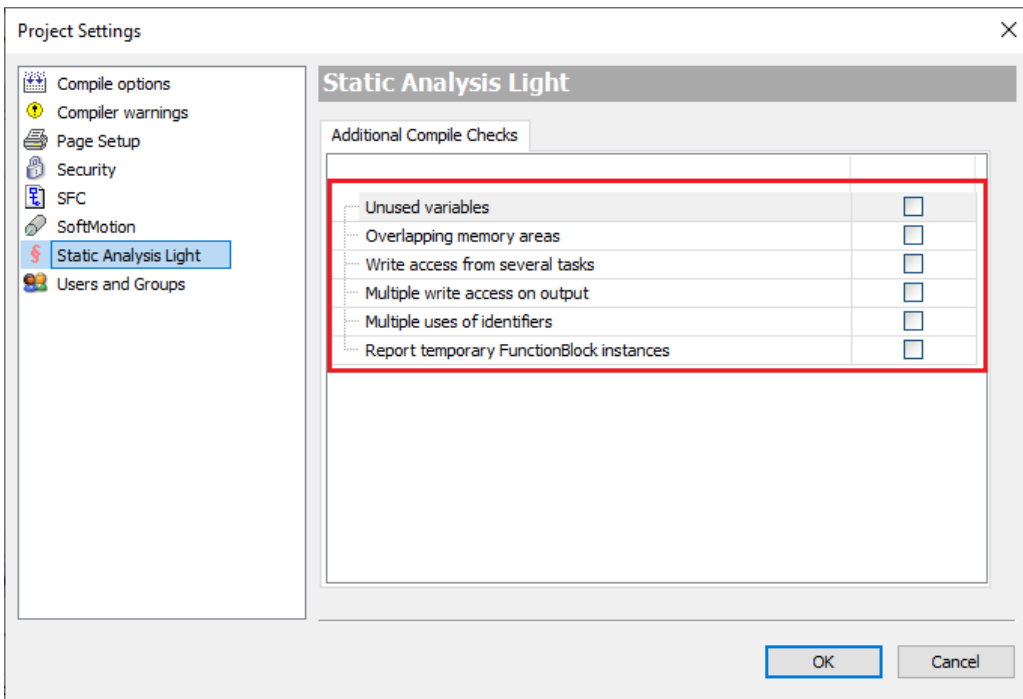 Project Settings
Compile options
Compiler warnings
Page Setup
Security
SFC
SoftMotion
Static Analysis Light
Users and Groups
Static Analysis Light
Additional Compile Checks
Unused variables
Overlapping memory areas
Write access from several tasks
Multiple write access on output
Multiple uses of identifiers
Report temporary FunctionBlock instances
OK
Cancel